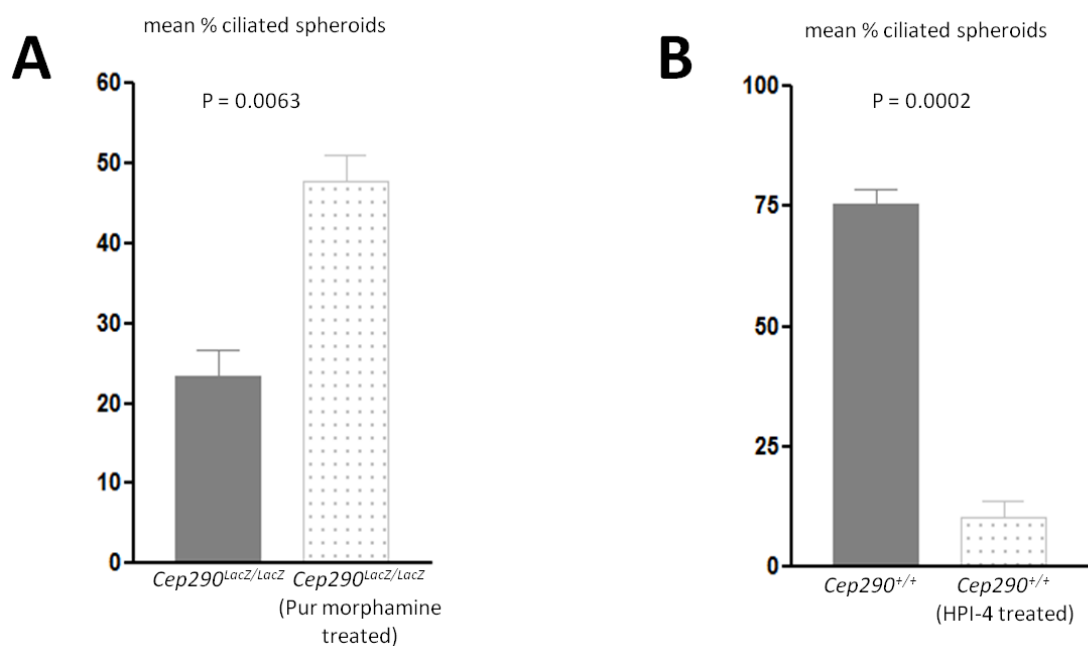 A
mean % ciliated spheroids
P = 0.0063
60
50
40
30
20
10
0
Cep290LacZ/LacZ
Cep290LacZ/LacZ
(Pur morphamine
treated)
B
mean % ciliated spheroids
P = 0.0002
100
75
50
25
0
Cep290+/+
Cep290+/+
(HPI-4 treated)